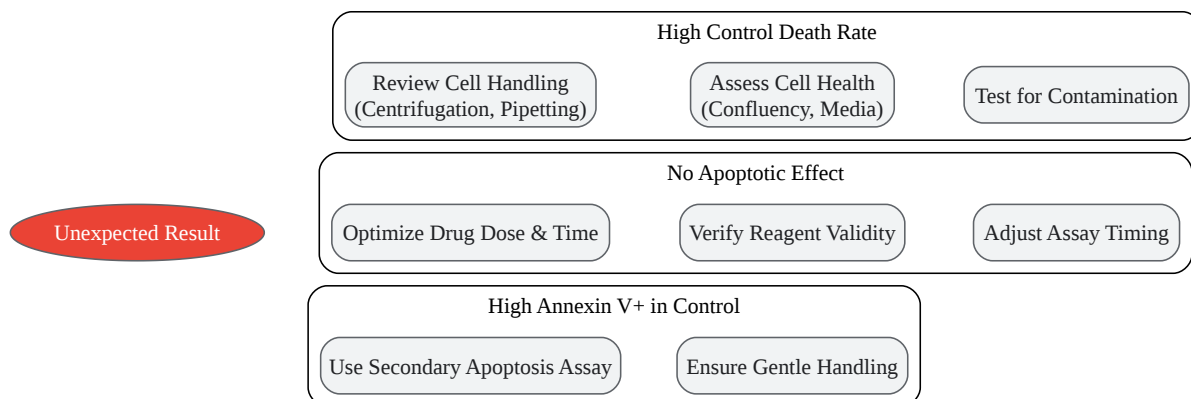 High Control Death Rate
Review Cell Handling
(Centrifugation, Pipetting)
Assess Cell Health
(Confluency, Media)
Test for Contamination
No Apoptotic Effect
Unexpected Result
Optimize Drug Dose & Time
Verify Reagent Validity
Adjust Assay Timing
High Annexin V+ in Control
Use Secondary Apoptosis Assay
Ensure Gentle Handling